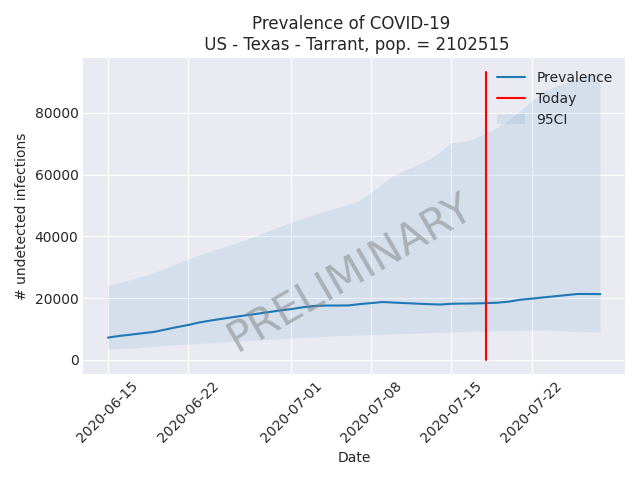 Prevalence of COVID-19
US - Texas - Tarrant, pop. = 2102515
Prevalence
Today
95CI
80000
60000
40000
20000
0
# undetected infections
PRELIMINARY
2020-06-15
2020-06-22
2020-07-01
2020-07-08
2020-07-15
2020-07-22
Date